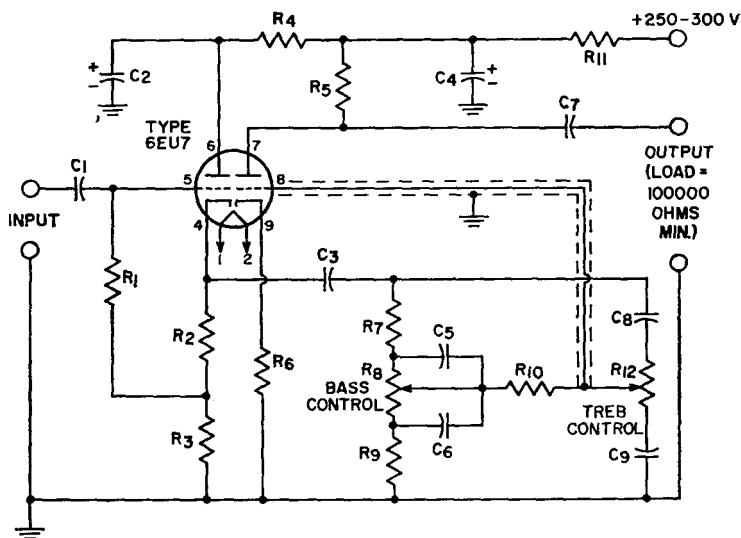 R4
+250-300 V
+
-
C2
R5
C4
+
-
R11
C7
TYPE
6EU7
6
7
C1
5
8
OUTPUT
(LOAD =
100000
OHMS
MIN.)
INPUT
4
9
1
2
C3
R1
R2
R6
R7
C5
C8
R8
BASS
CONTROL
R10
R12
TREB
CONTROL
R3
C6
R9
C9